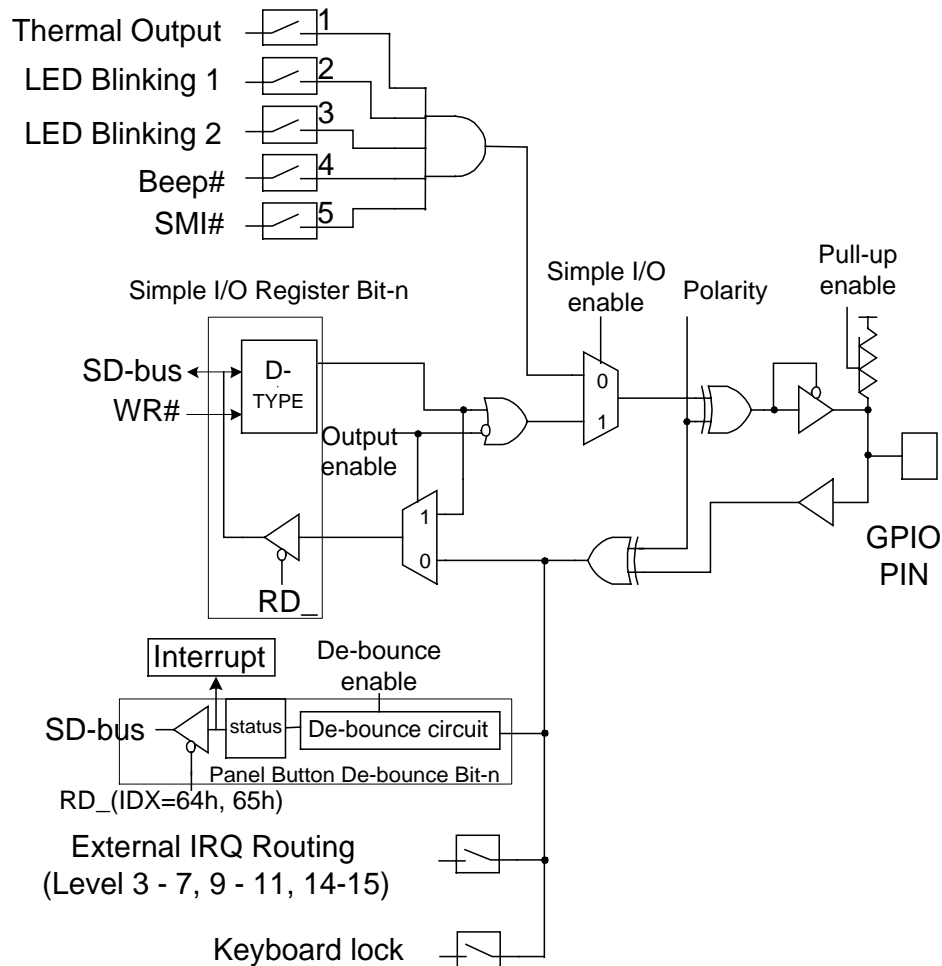 Thermal Output
1
LED Blinking 1
2
LED Blinking 2
3
Beep#
4
SMI#
5
Simple I/O Register Bit-n
Simple I/O
enable
Polarity
Pull-up
enable
SD-bus
WR#
D-
TYPE
0
1
Output
enable
1
0
RD_
GPIO
PIN
Interrupt
De-bounce
enable
SD-bus
status
De-bounce circuit
Panel Button De-bounce Bit-n
RD_(IDX=64h, 65h)
External IRQ Routing
(Level 3 - 7, 9 - 11, 14-15)
Keyboard lock